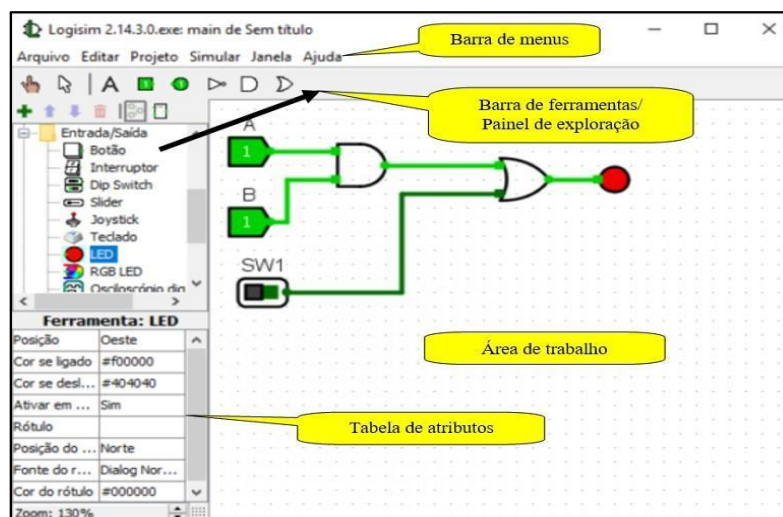 Logisim 2.14.3.0.exe: main de Sem título
Barra de menus
Arquivo Editar Projeto Simular Janela Ajuda
A
Barra de ferramentas/
Painel de exploração
Entrada/Saída
Botão
Interruptor
Dip Switch
Slider
Joystick
Teclado
LED
RGB LED
Osciloscópio dig
A
1
B
1
SW1
Ferramenta: LED
Posição Oeste
Cor se ligado #f00000
Cor se desl... #404040
Ativar em ... Sim
Rótulo
Posição do ... Norte
Fonte do r... Dialog Nor...
Cor do rótulo #000000
Zoom: 130%
Área de trabalho
Tabela de atributos